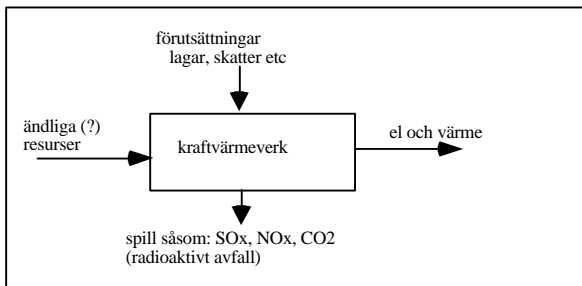 förutsättningar
lagar, skatter etc
ändliga (?)
resurser
kraftvärmeverk
el och värme
spill såsom: SOx, NOx, CO2
(radioaktivt avfall)